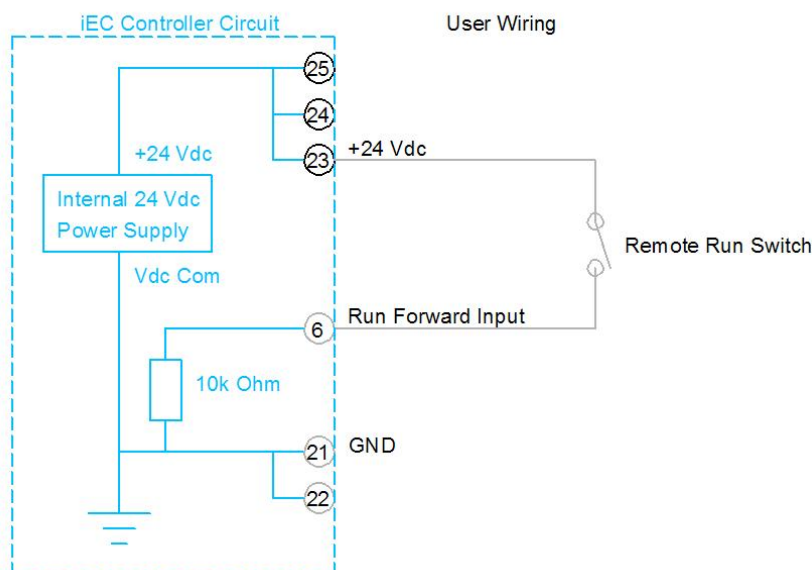 iEC Controller Circuit
User Wiring
25
24
+24 Vdc
23
+24 Vdc
Internal 24 Vdc
Power Supply
Remote Run Switch
Vdc Com
6
Run Forward Input
10k Ohm
21
GND
22